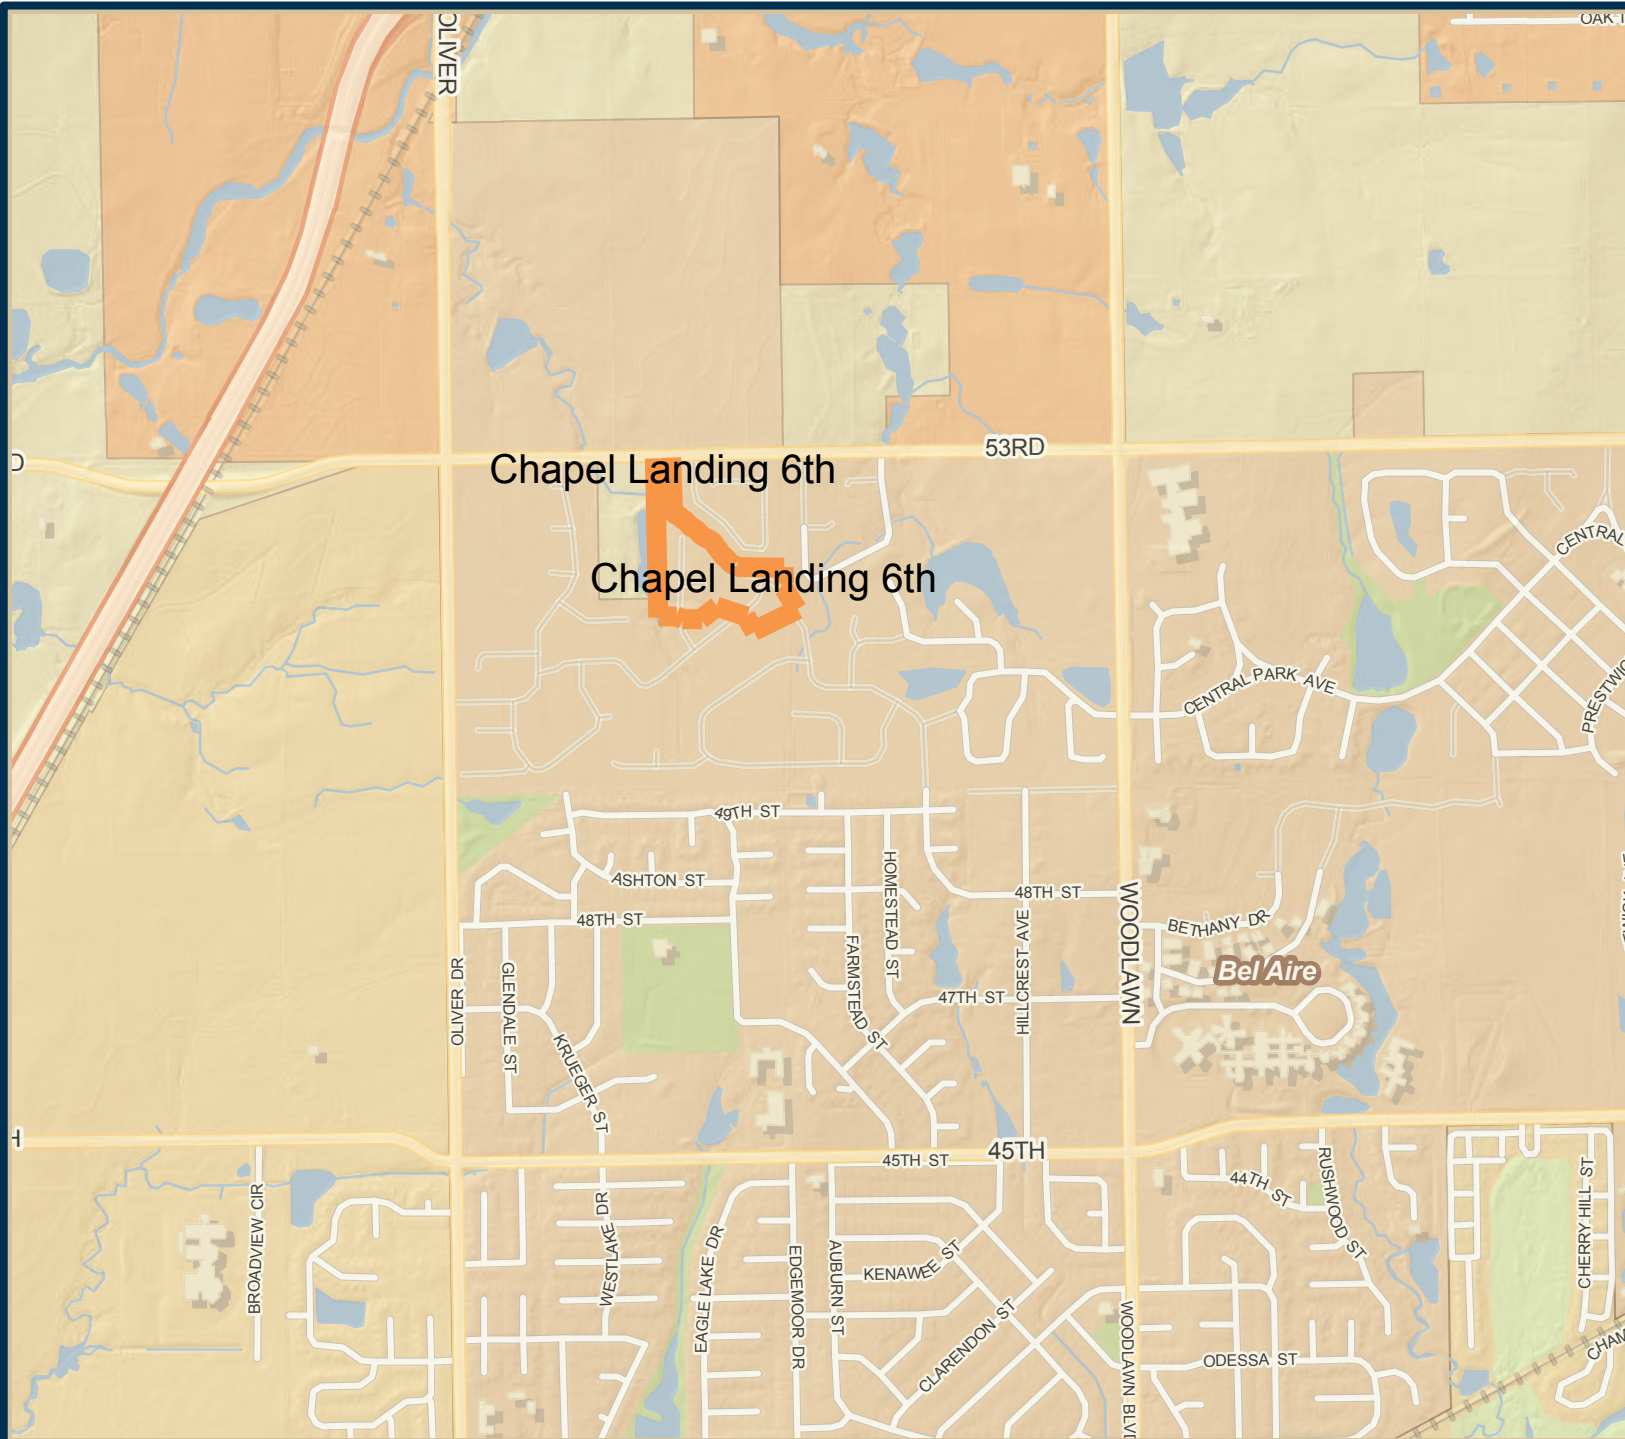 OLIVER
53RD
Chapel Landing 6th
Chapel Landing 6th
CENTRAL
CENTRAL PARK AVE
49TH ST
ASHTON ST
48TH ST
HOMESTEAD ST
48TH ST
HILLCREST AVE
WOODLAWN
BETHANY DR
Bel Aire
OLIVER DR
GLENDALE ST
FARMSTEAD ST
47TH ST
KRUEGER ST
45TH ST
45TH
44TH ST
RUSHWOOD ST
CHERRY HILL ST
BROADVIEW CIR
WESTLAKE DR
EAGLE LAKE DR
EDGEMOOR DR
AUBURN ST
KENAWEE ST
CLARENDON ST
WOODLAWN BLVD
ODESSA ST